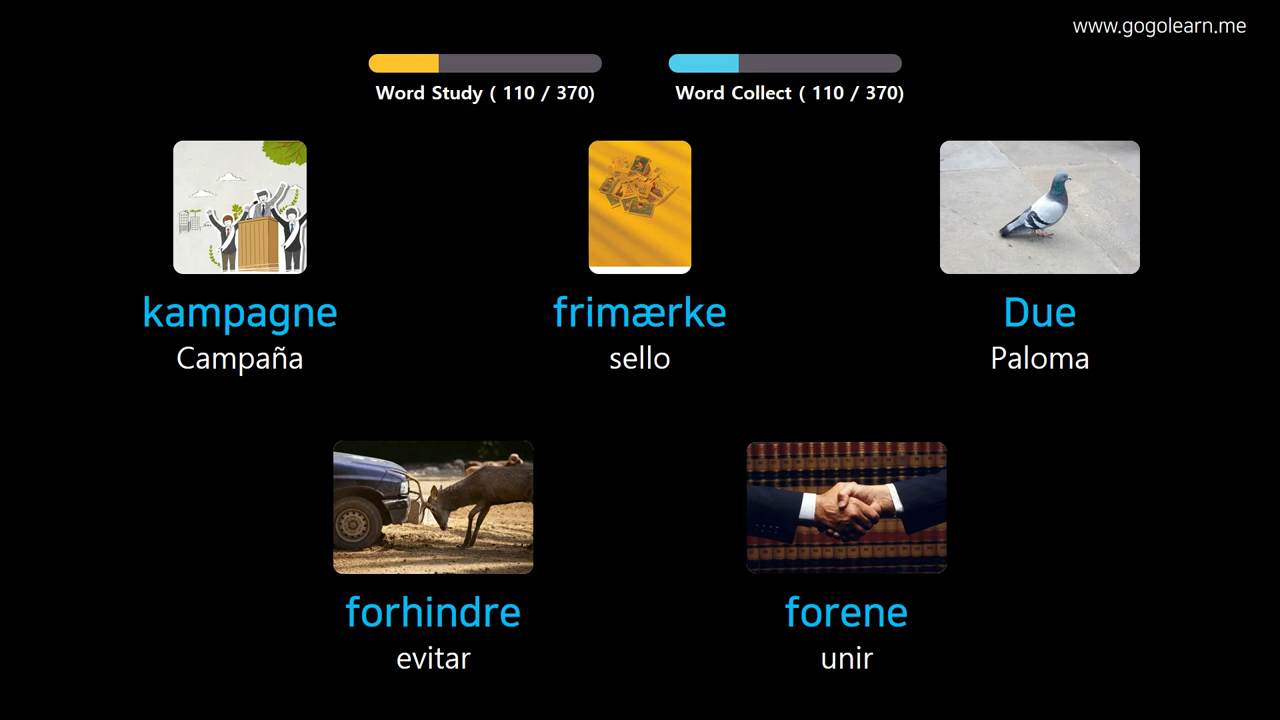 www.gogolearn.me
Word Study ( 110 / 370)
Word Collect ( 110 / 370)
kampagne
Campaña
frimærke
sello
Due
Paloma
forhindre
evitar
forene
unir